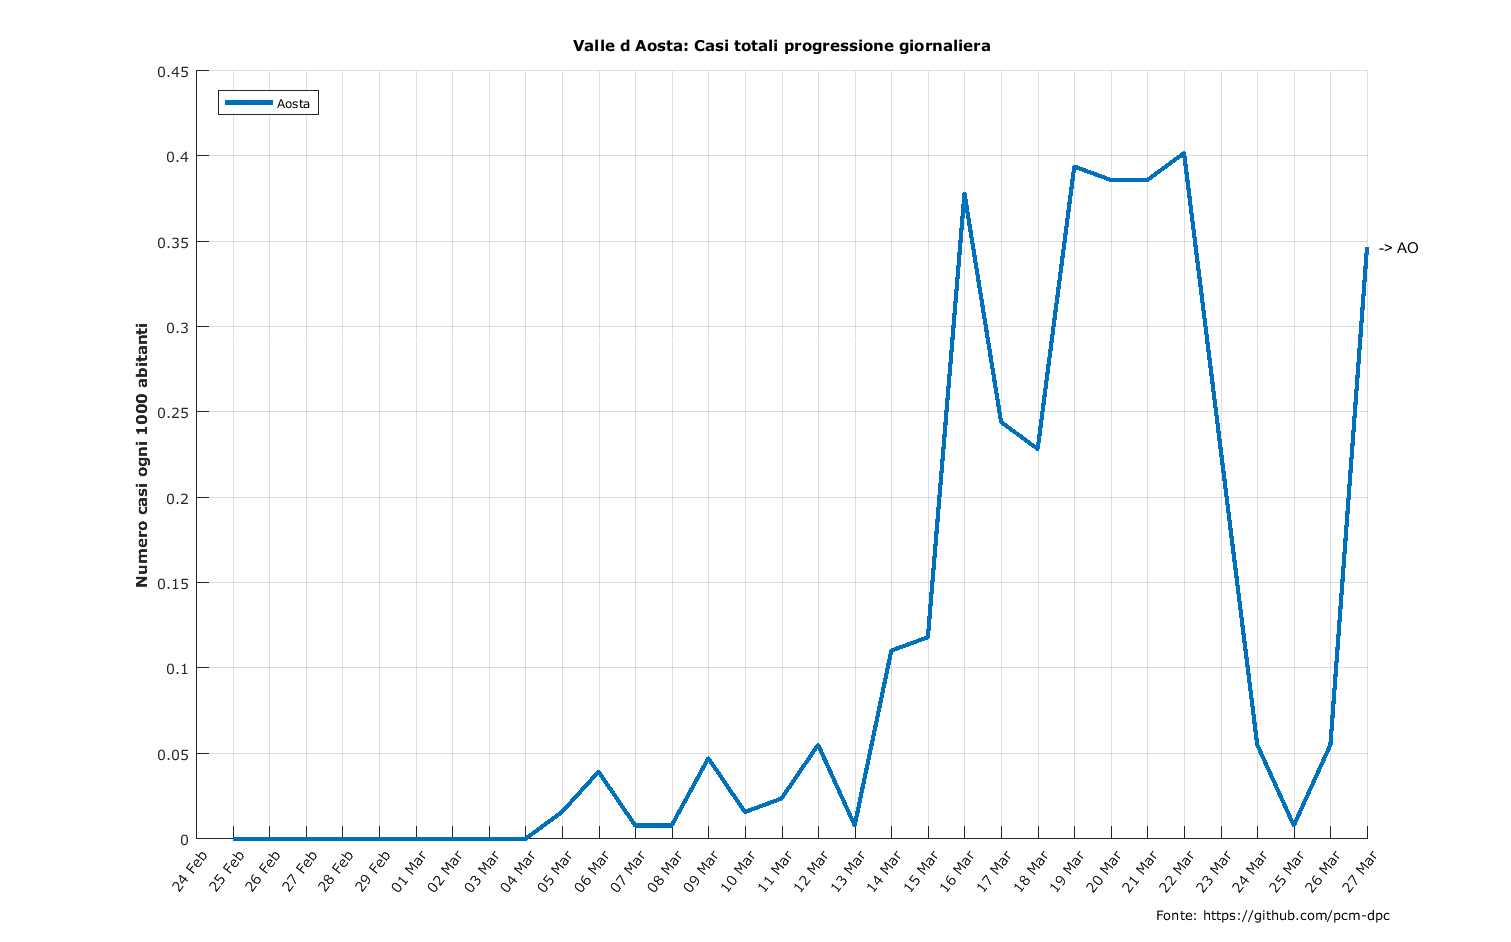 Valle d Aosta: Casi totali progressione giornaliera
Aosta
Numero casi ogni 1000 abitanti
0.45
0.4
0.35
0.3
0.25
0.2
0.15
0.1
0.05
0
-> AO
24 Feb
25 Feb
26 Feb
27 Feb
28 Feb
29 Feb
01 Mar
02 Mar
03 Mar
04 Mar
05 Mar
06 Mar
07 Mar
08 Mar
09 Mar
10 Mar
11 Mar
12 Mar
13 Mar
14 Mar
15 Mar
16 Mar
17 Mar
18 Mar
19 Mar
20 Mar
21 Mar
22 Mar
23 Mar
24 Mar
25 Mar
26 Mar
27 Mar
Fonte: https://github.com/pcm-dpc